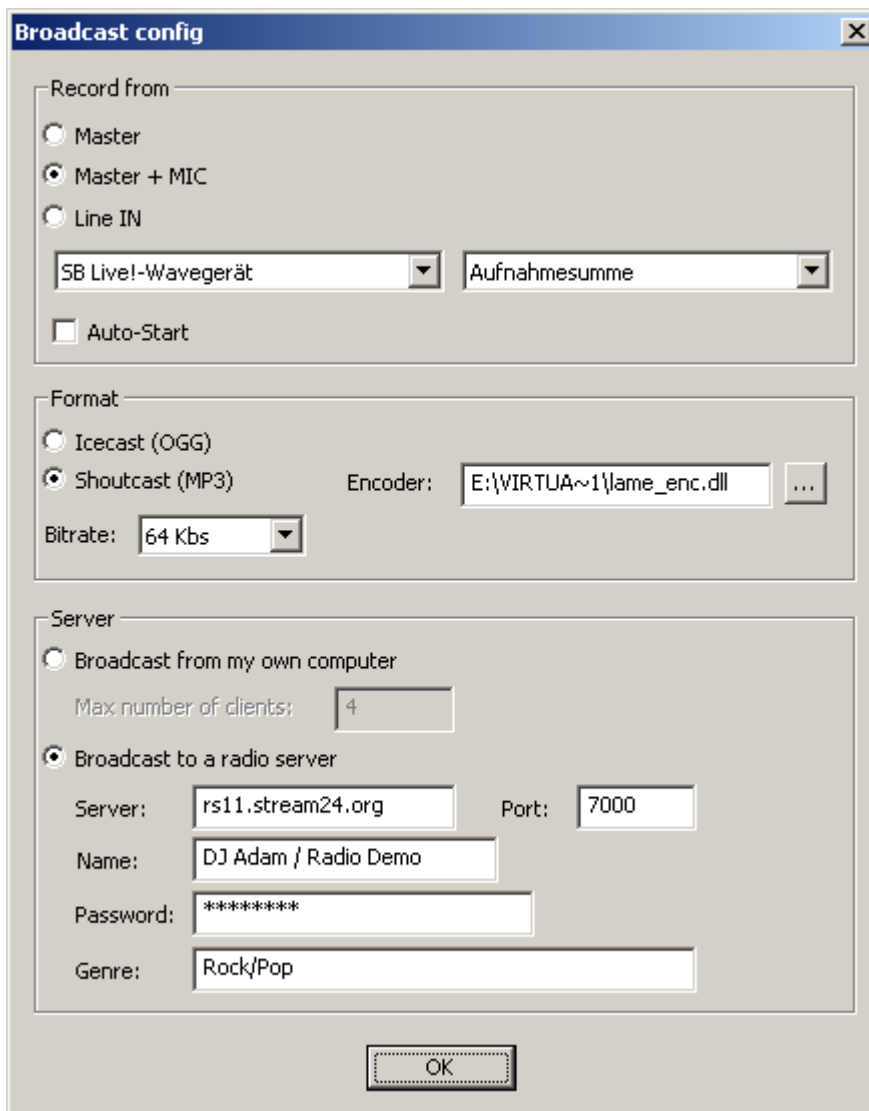 Broadcast config
Record from
Master
Master + MIC
Line IN
SB Live!-Wavegerät Aufnahmesumme
Auto-Start
Format
Icecast (OGG)
Shoutcast (MP3) Encoder: E:\VIRTUA~1\lame_enc.dll ...
Bitrate: 64 Kbs
Server
Broadcast from my own computer
Max number of clients: 4
Broadcast to a radio server
Server: rs11.stream24.org Port: 7000
Name: DJ Adam / Radio Demo
Password: ********
Genre: Rock/Pop
OK